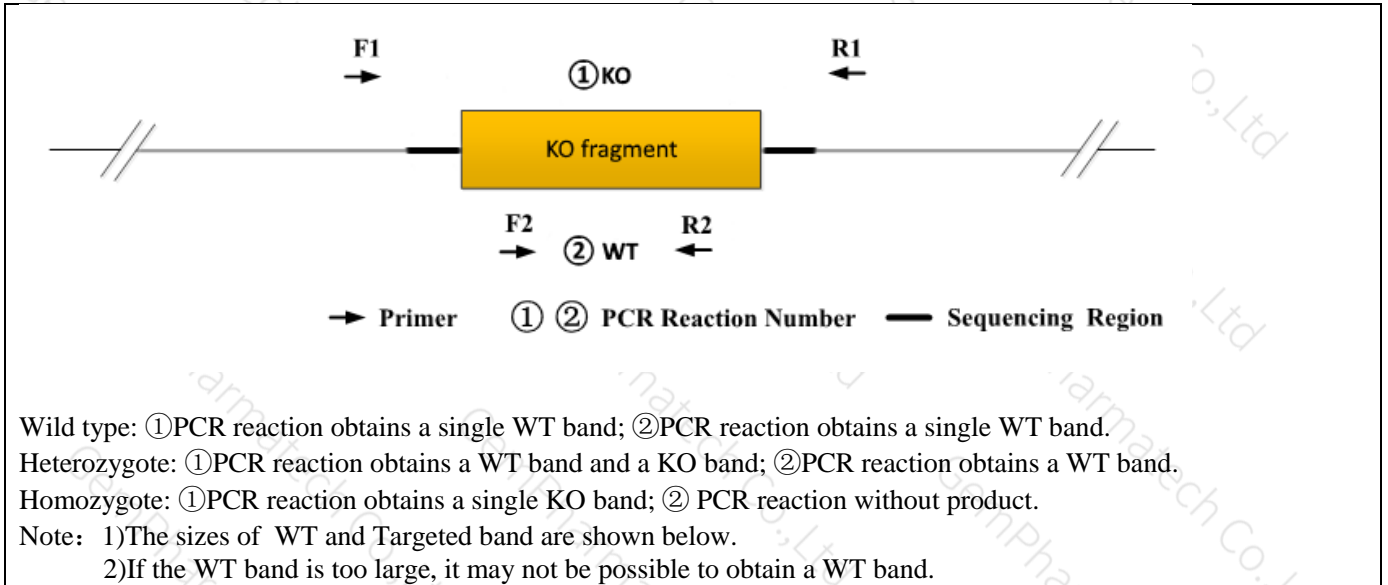 F1 R1
①KO
KO fragment
F2 R2
② WT
Primer ① ② PCR Reaction Number Sequencing Region
Wild type: ①PCR reaction obtains a single WT band; ②PCR reaction obtains a single WT band.
Heterozygote: ①PCR reaction obtains a WT band and a KO band; ②PCR reaction obtains a WT band.
Homozygote: ①PCR reaction obtains a single KO band; ② PCR reaction without product.
Note： 1)The sizes of WT and Targeted band are shown below.
2)If the WT band is too large, it may not be possible to obtain a WT band.